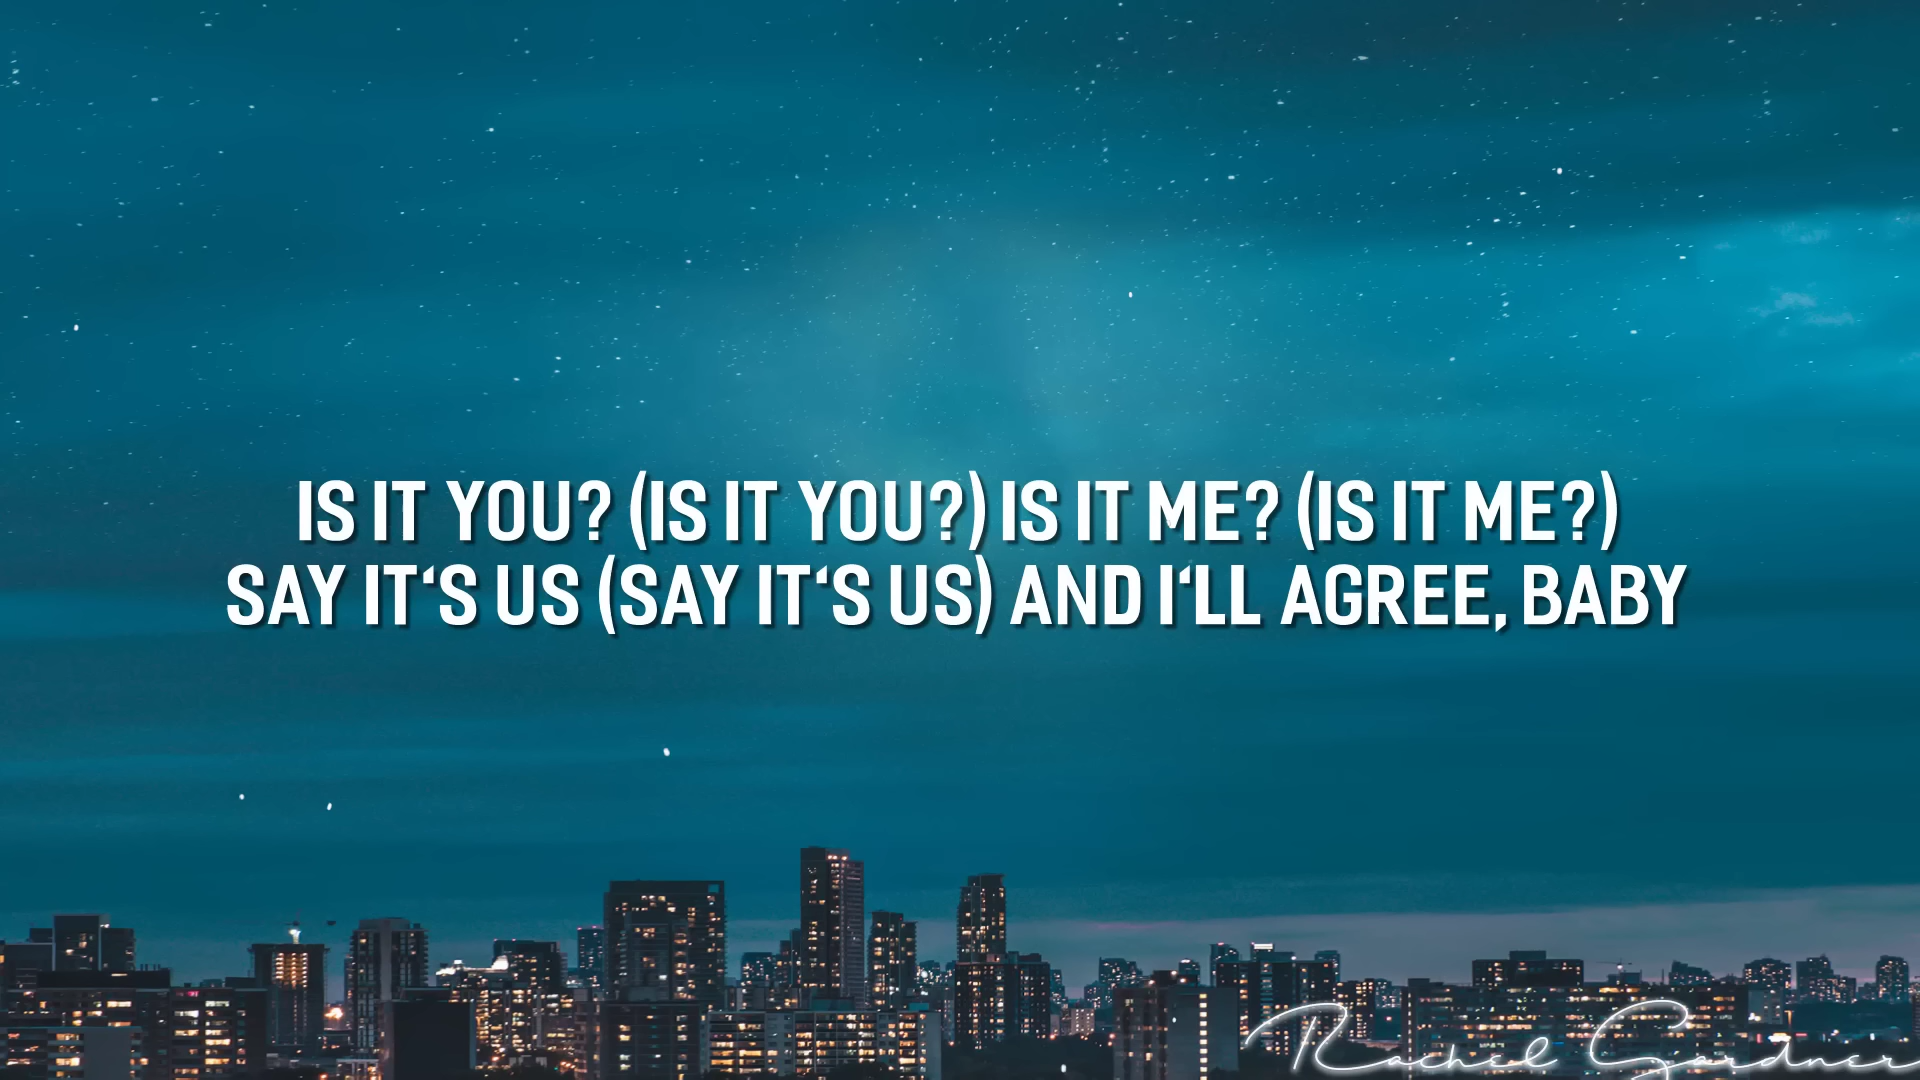 IS IT YOU? (IS IT YOU?) IS IT ME? (IS IT ME?)
SAY IT‘S US (SAY IT‘S US) AND I‘LL AGREE, BABY
Rachel Gardner